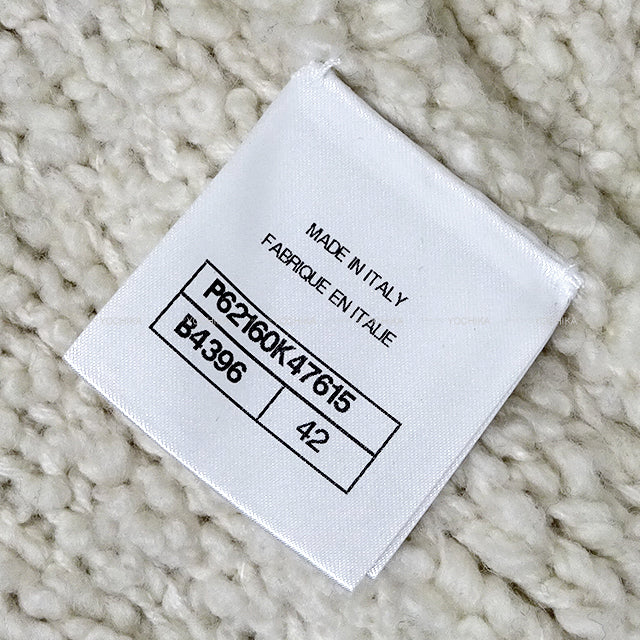 MADE IN ITALY
FABRIQUE EN ITALIE
P62160K47615
B4396 42